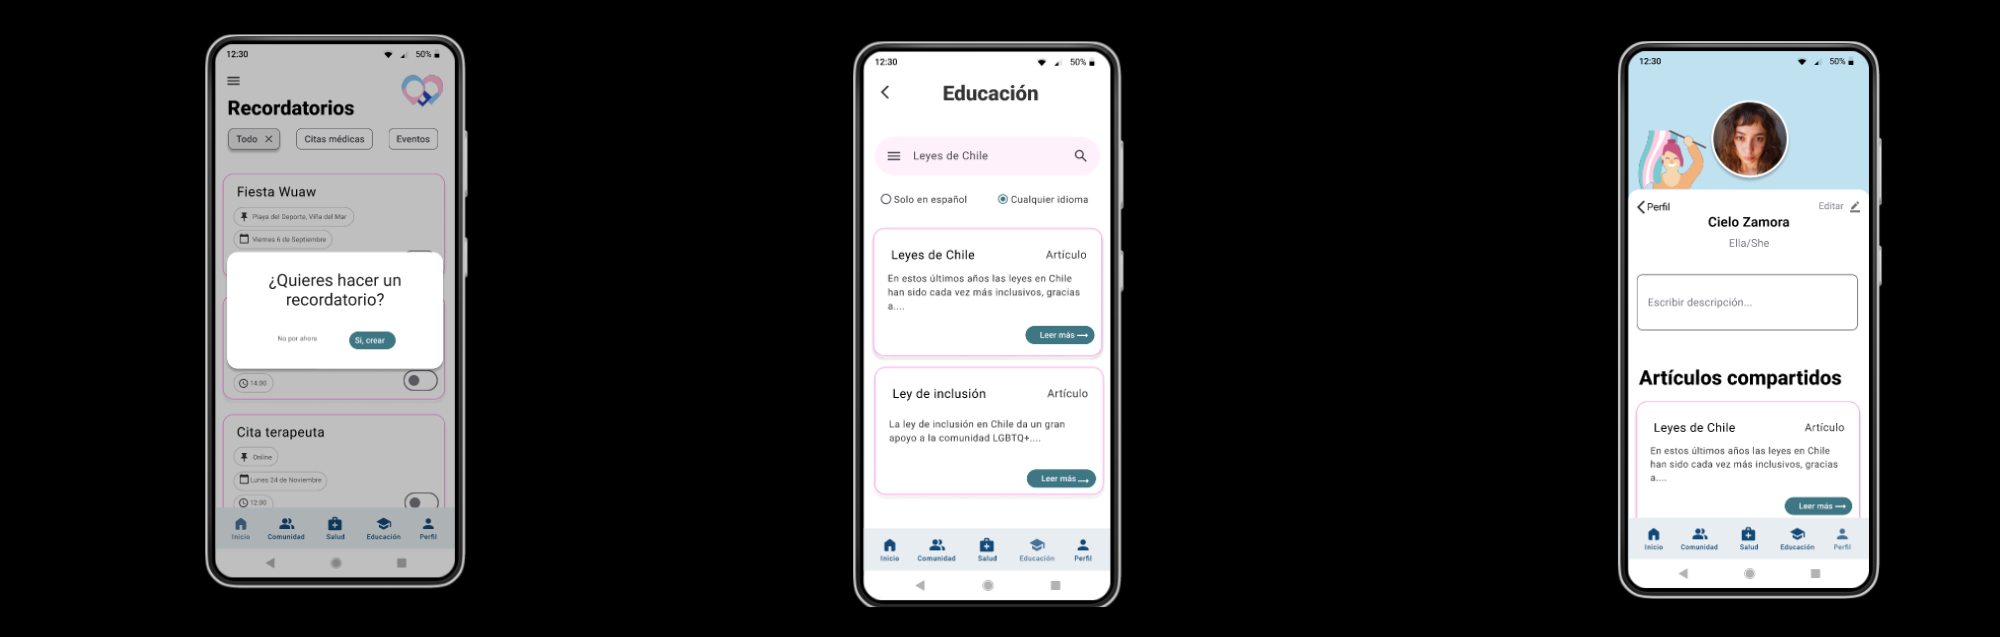 12:30
50%
Recordatorios
Todo
Citas médicas
Eventos
Fiesta Wuaw
Playa del Deporte, Viña del Mar
Viernes 6 de Septiembre
¿Quieres hacer un
recordatorio?
No por ahora
Si, crear
14:00
Cita terapeuta
Online
Lunes 24 de Noviembre
12:00
Inicio
Comunidad
Salud
Educación
Perfil
12:30
50%
Educación
Leyes de Chile
Solo en español
Cualquier idioma
Leyes de Chile
Artículo
En estos últimos años las leyes en Chile
han sido cada vez más inclusivos, gracias
a....
Leer más
Ley de inclusión
Artículo
La ley de inclusión en Chile da un gran
apoyo a la comunidad LGBTQ+....
Leer más
Inicio
Comunidad
Salud
Educación
Perfil
12:30
50%
Perfil
Editar
Cielo Zamora
Ella/She
Escribir descripción...
Artículos compartidos
Leyes de Chile
Artículo
En estos últimos años las leyes en Chile
han sido cada vez más inclusivos, gracias
a....
Leer más
Inicio
Comunidad
Salud
Educación
Perfil